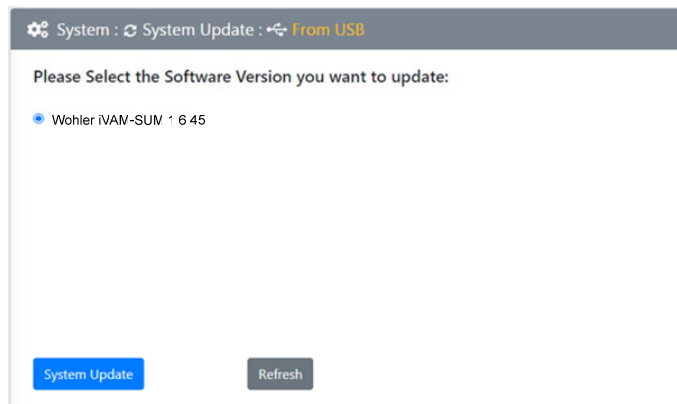 System : System Update : From USB
Please Select the Software Version you want to update:
Wohler iVAM-SUM 1 6 45
System Update Refresh